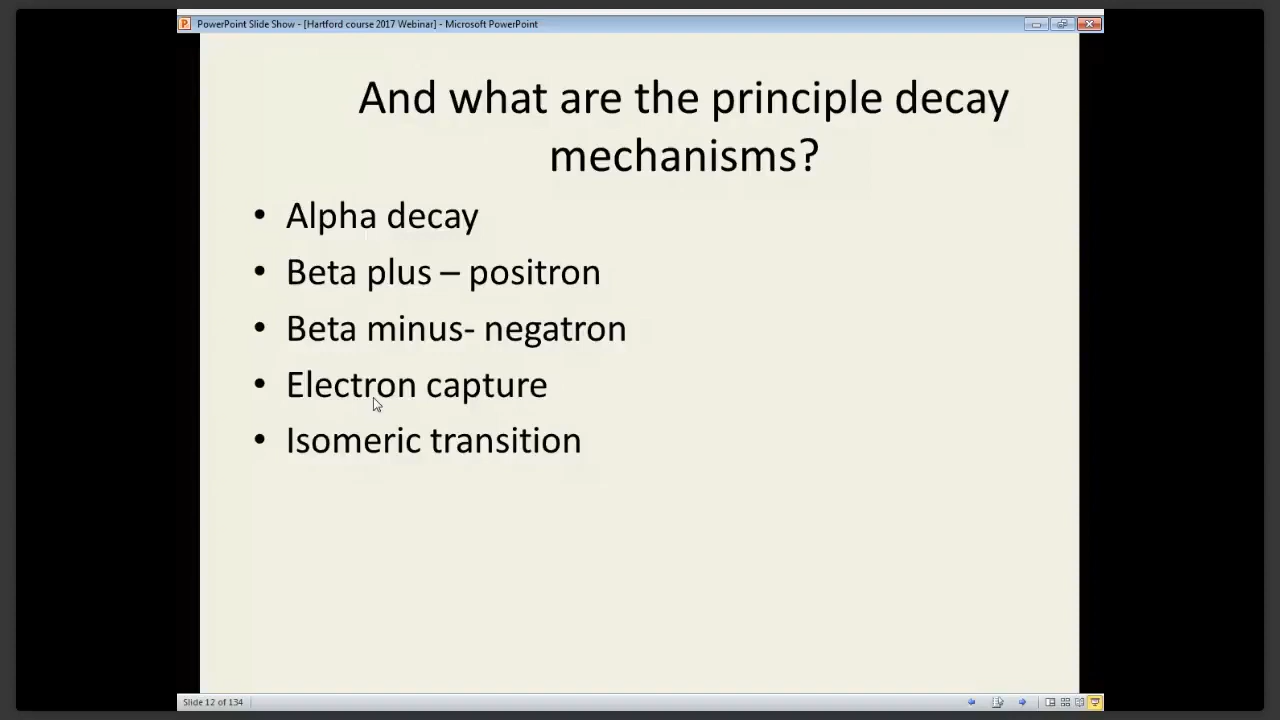 PowerPoint Slide Show - [Hartford course 2017 Webinar] - Microsoft PowerPoint
And what are the principle decay
mechanisms?
• Alpha decay
• Beta plus – positron
• Beta minus- negatron
• Electron capture
• Isomeric transition
Slide 12 of 134